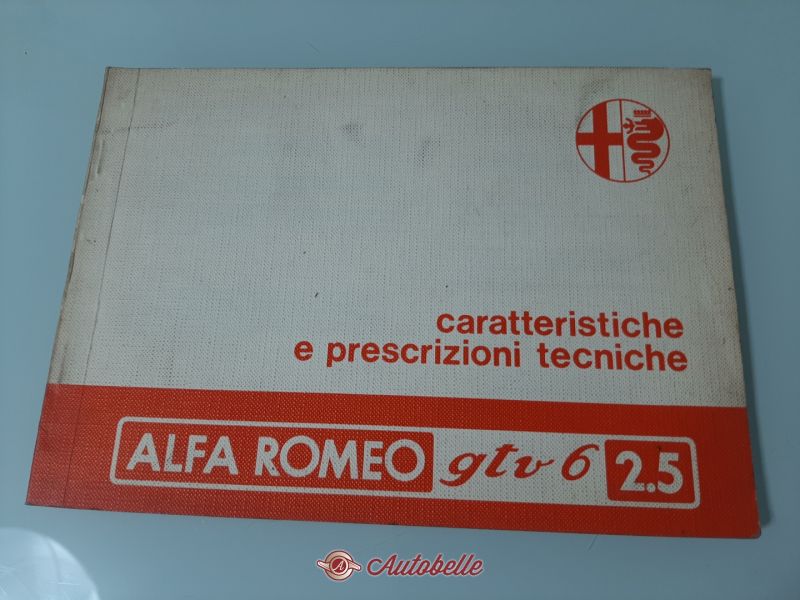 caratteristiche
e prescrizioni tecniche
ALFA ROMEO gtv 6 2.5
Autobelle